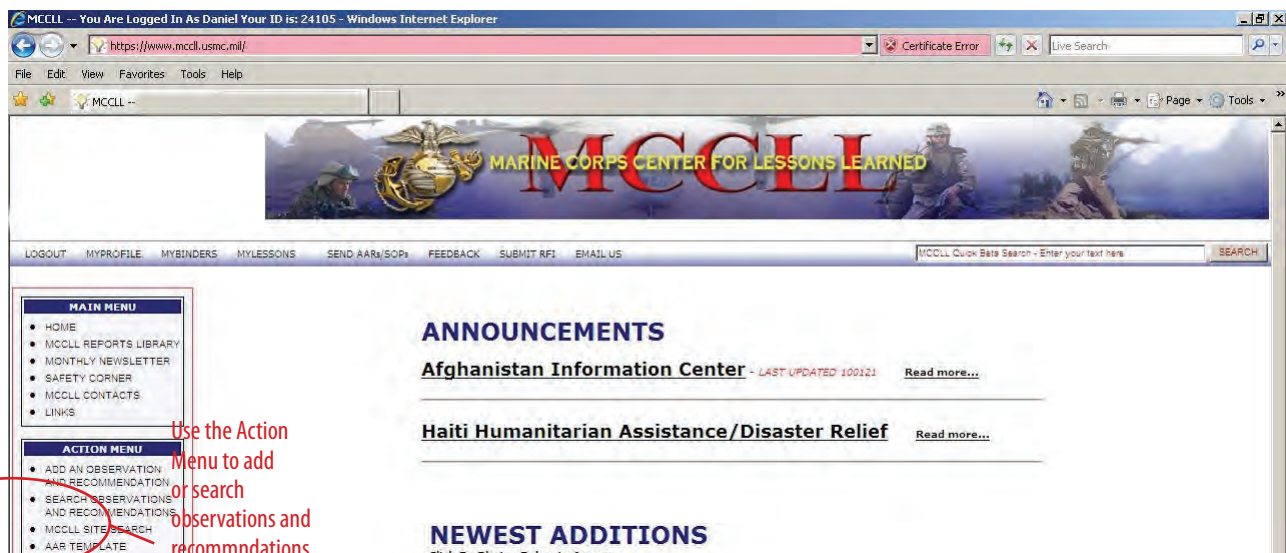 MCCLL -- You Are Logged In As Daniel Your ID is: 24105 - Windows Internet Explorer
https://www.mccll.usmc.mil/
Certificate Error
Live Search
File Edit View Favorites Tools Help
MCCLL --
Page Tools
MARINE CORPS CENTER FOR LESSONS LEARNED
MCCLL
LOGOUT MYPROFILE MYBINDERS MYLESSONS SEND AARs/SOPs FEEDBACK SUBMIT RFI EMAIL US
MCCLL Quick Beta Search - Enter your text here
SEARCH
MAIN MENU
HOME
MCCLL REPORTS LIBRARY
MONTHLY NEWSLETTER
SAFETY CORNER
MCCLL CONTACTS
LINKS
ACTION MENU
ADD AN OBSERVATION
AND RECOMMENDATION
SEARCH OBSERVATIONS
AND RECOMMENDATIONS
MCCLL SITE SEARCH
AAR TEMPLATE
Use the Action
Menu to add
or search
observations and
recommndations
ANNOUNCEMENTS
Afghanistan Information Center - LAST UPDATED 100121 Read more...
Haiti Humanitarian Assistance/Disaster Relief Read more...
NEWEST ADDITIONS